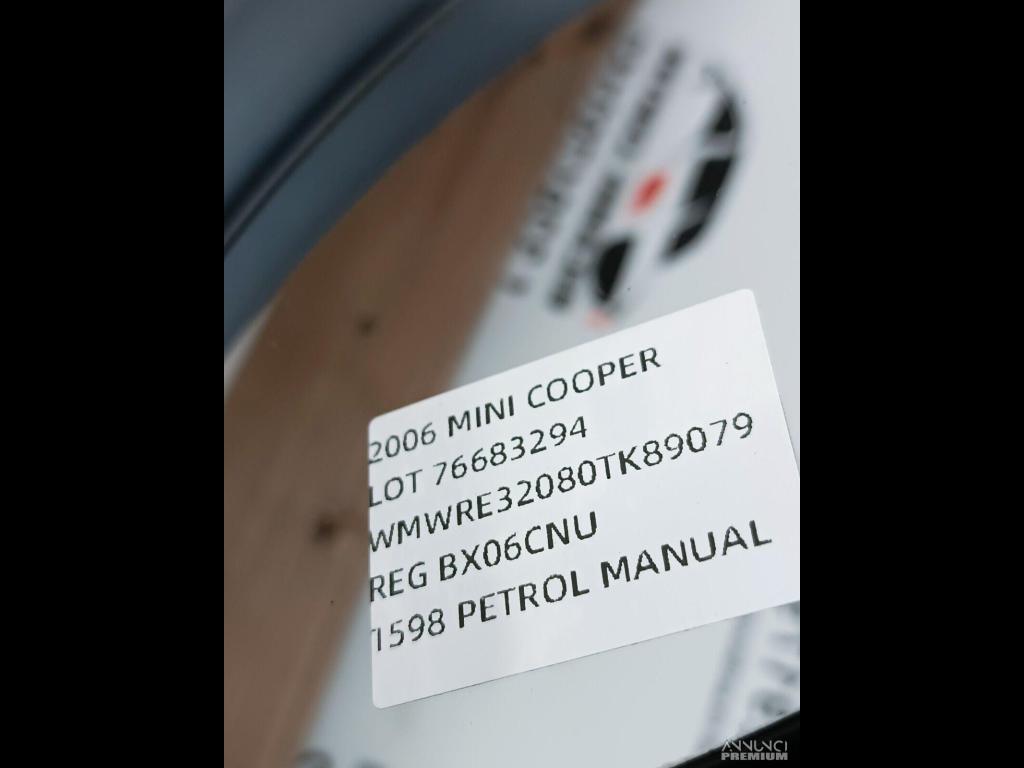 2006 MINI COOPER
LOT 76683294
WMWRE32080TK89079
REG BX06CNU
1598 PETROL MANUAL
ANNUNCI
PREMIUM